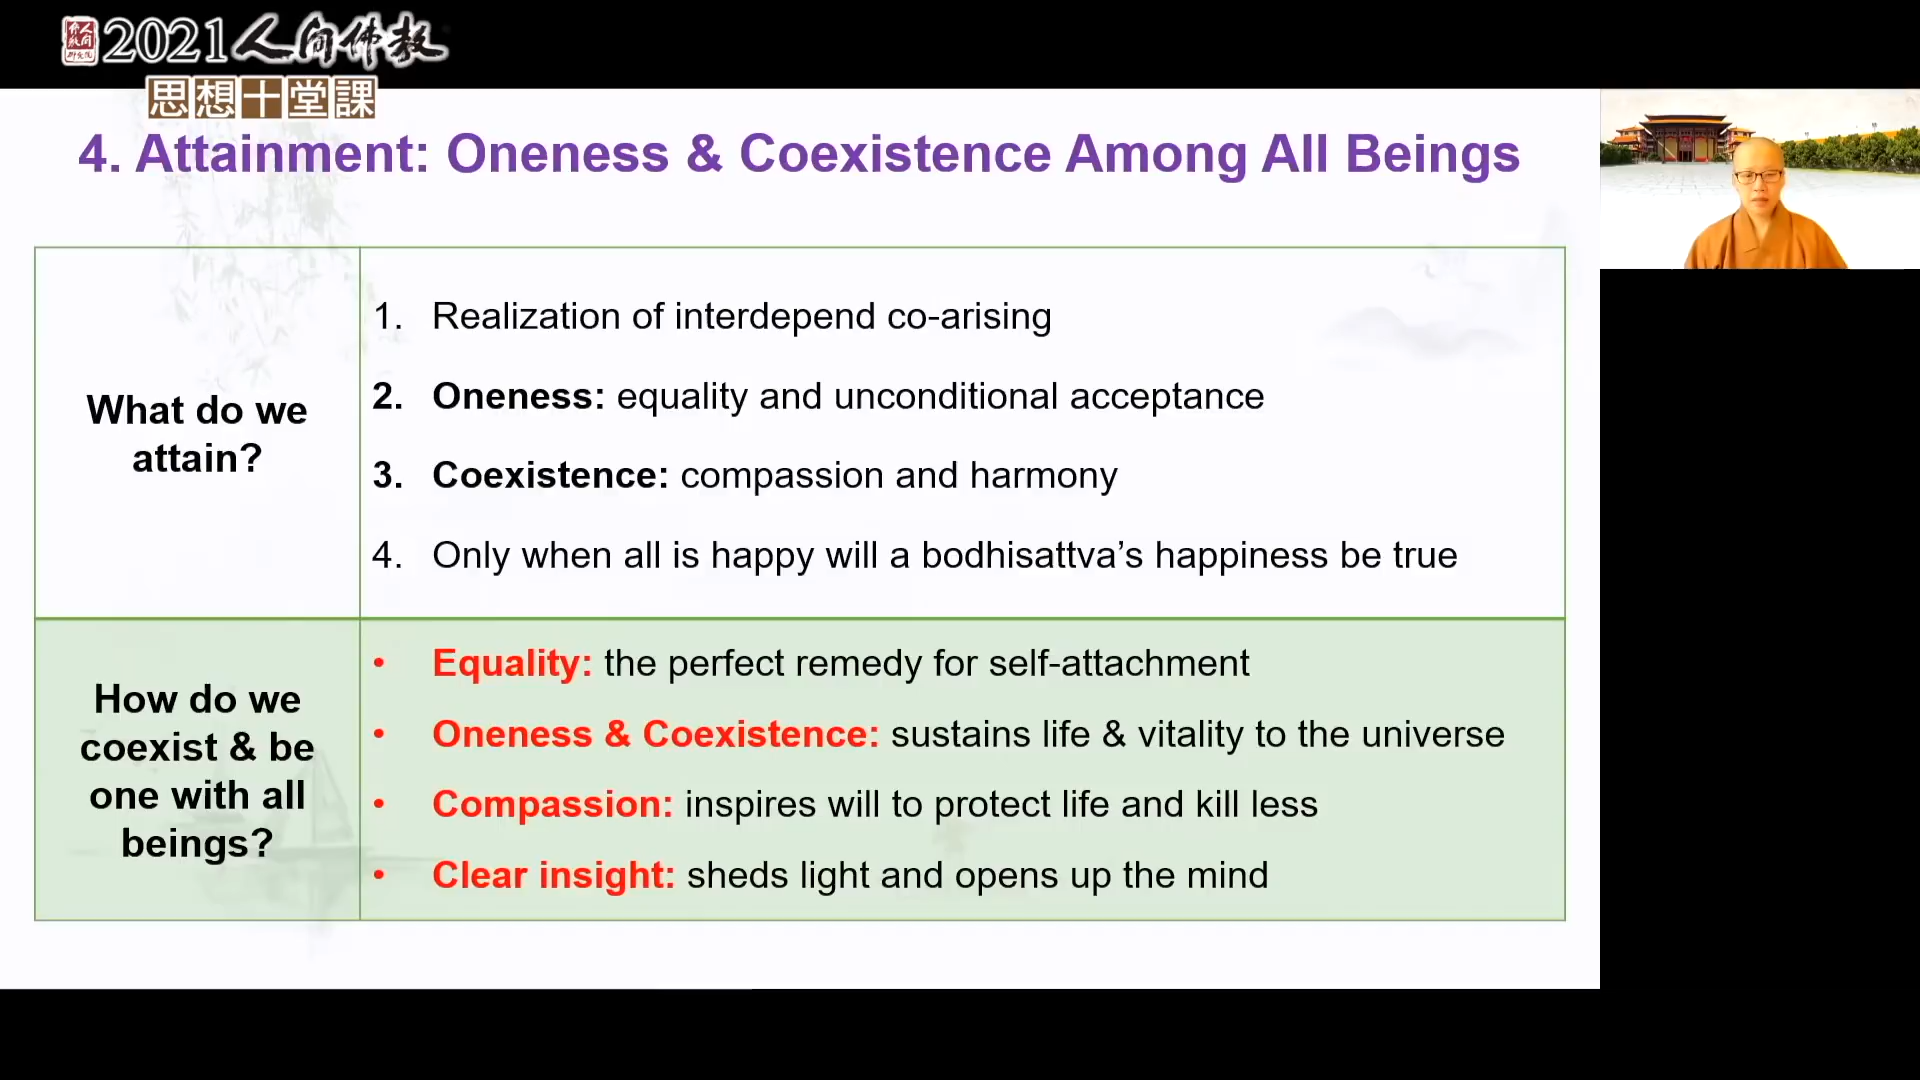 2021人间佛教
思想十堂課
4. Attainment: Oneness & Coexistence Among All Beings
What do we
attain?
1. Realization of interdepend co-arising
2. Oneness: equality and unconditional acceptance
3. Coexistence: compassion and harmony
4. Only when all is happy will a bodhisattva’s happiness be true
How do we
coexist & be
one with all
beings?
• Equality: the perfect remedy for self-attachment
• Oneness & Coexistence: sustains life & vitality to the universe
• Compassion: inspires will to protect life and kill less
• Clear insight: sheds light and opens up the mind